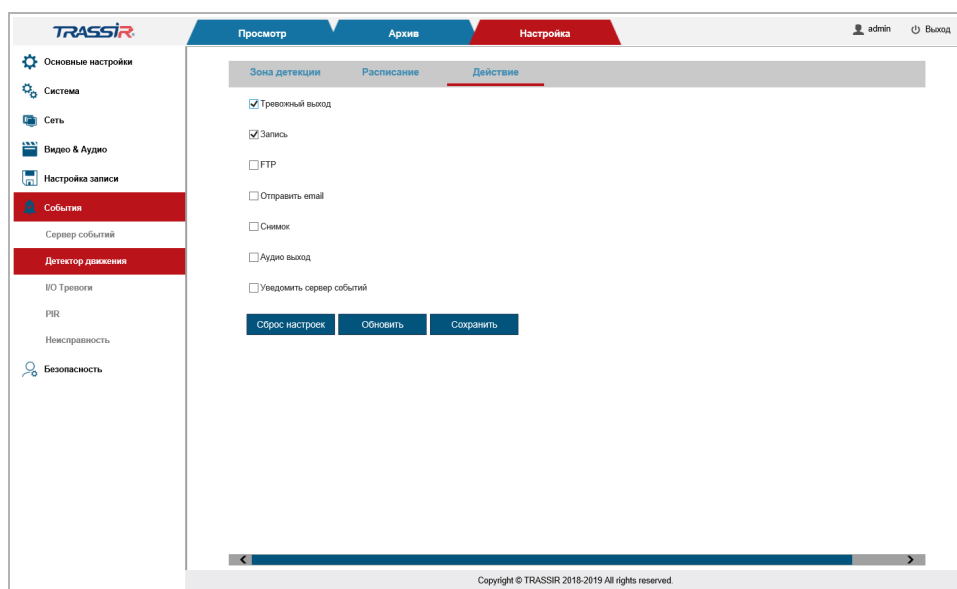 TRASSIR
Просмотр
Архив
Настройка
admin
Выход
Основные настройки
Система
Сеть
Видео & Аудио
Настройка записи
События
Сервер событий
Детектор движения
I/O Тревоги
PIR
Неисправность
Безопасность
Зона детекции
Расписание
Действие
Тревожный выход
Запись
FTP
Отправить email
Снимок
Аудио выход
Уведомить сервер событий
Сброс настроек
Обновить
Сохранить
Copyright © TRASSIR 2018-2019 All rights reserved.